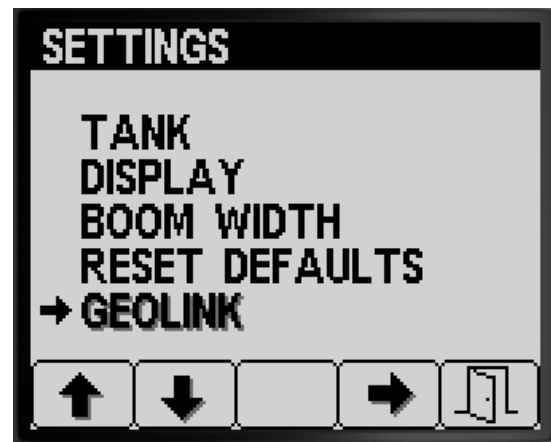 SETTINGS
TANK
DISPLAY
BOOM WIDTH
RESET DEFAULTS
GEOLINK